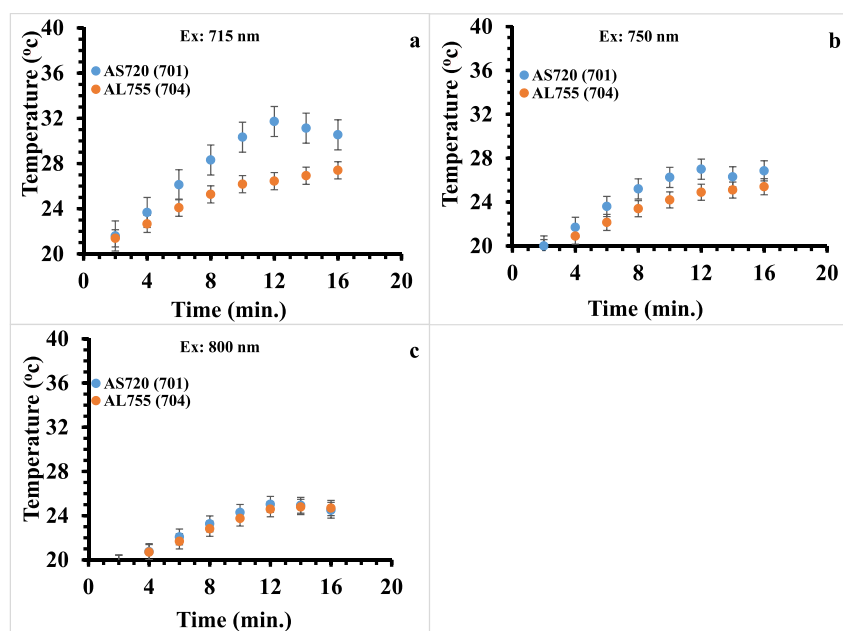 Ex: 715 nm
a
AS720 (701)
AL755 (704)
Temperature (°c)
40
36
32
28
24
20
0 4 8 12 16 20
Time (min.)
Ex: 750 nm
b
AS720 (701)
AL755 (704)
Temperature (°c)
40
36
32
28
24
20
0 4 8 12 16 20
Time (min.)
Ex: 800 nm
c
AS720 (701)
AL755 (704)
Temperature (°c)
40
36
32
28
24
20
0 4 8 12 16 20
Time (min.)